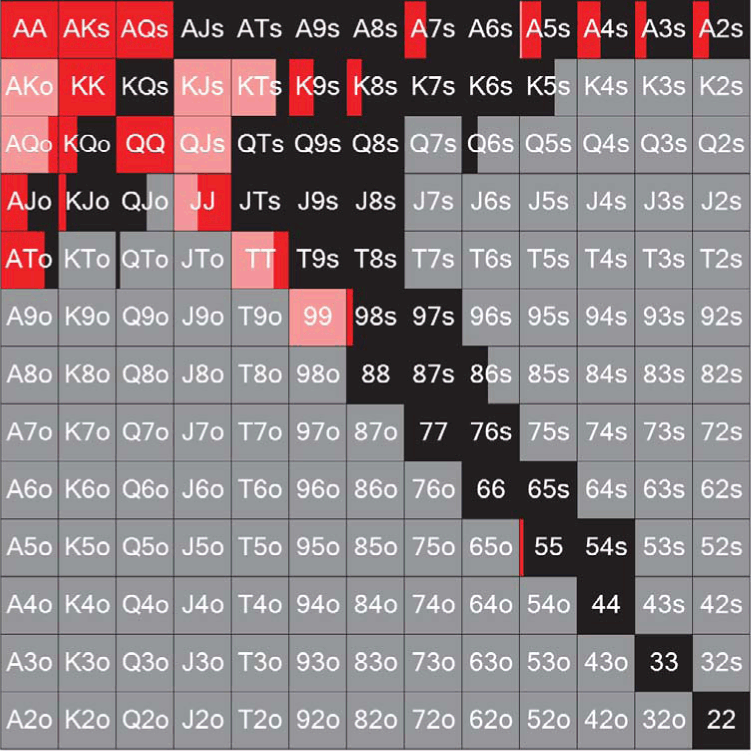 AA AKs AQs AJs ATs A9s A8s A7s A6s A5s A4s A3s A2s
AKo KK KQs KJs KTs K9s K8s K7s K6s K5s K4s K3s K2s
AQo KQo QQ QJs QTs Q9s Q8s Q7s Q6s Q5s Q4s Q3s Q2s
AJo KJo QJo JJ JTs J9s J8s J7s J6s J5s J4s J3s J2s
ATo KTo QTo JTo TT T9s T8s T7s T6s T5s T4s T3s T2s
A9o K9o Q9o J9o T9o 99 98s 97s 96s 95s 94s 93s 92s
A8o K8o Q8o J8o T8o 98o 88 87s 86s 85s 84s 83s 82s
A7o K7o Q7o J7o T7o 97o 87o 77 76s 75s 74s 73s 72s
A6o K6o Q6o J6o T6o 96o 86o 76o 66 65s 64s 63s 62s
A5o K5o Q5o J5o T5o 95o 85o 75o 65o 55 54s 53s 52s
A4o K4o Q4o J4o T4o 94o 84o 74o 64o 54o 44 43s 42s
A3o K3o Q3o J3o T3o 93o 83o 73o 63o 53o 43o 33 32s
A2o K2o Q2o J2o T2o 92o 82o 72o 62o 52o 42o 32o 22